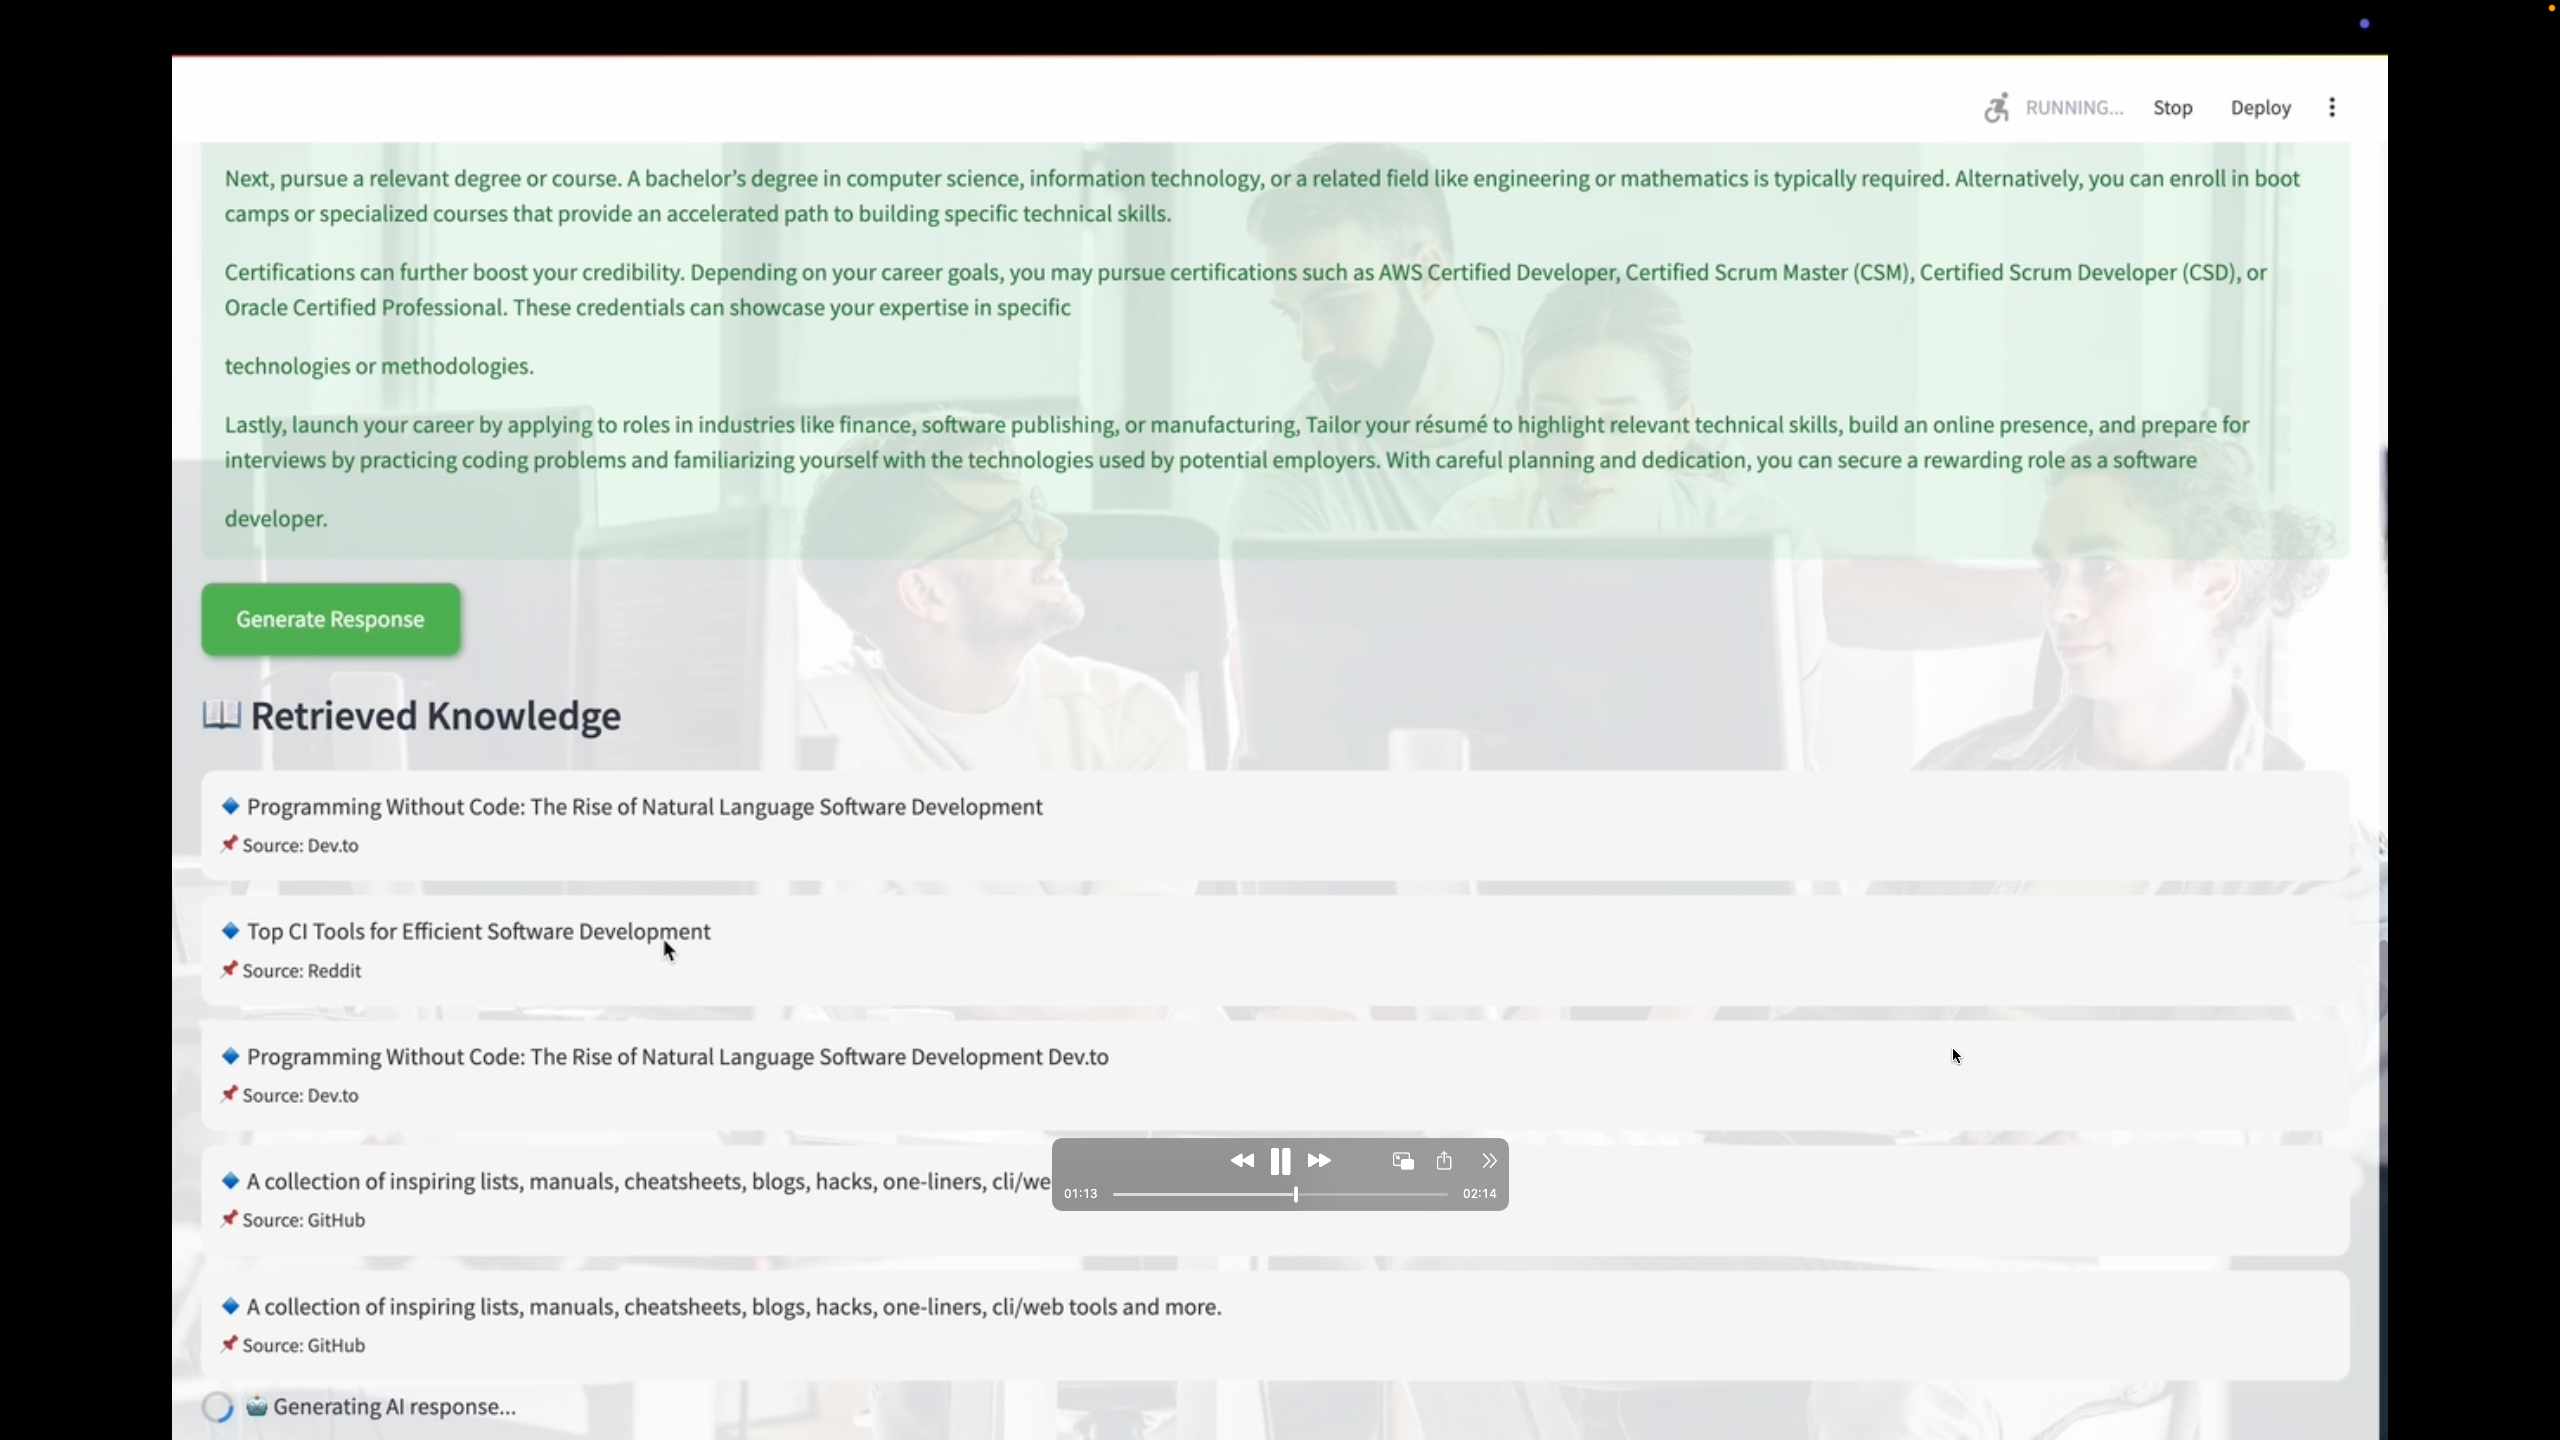 RUNNING... Stop Deploy
Next, pursue a relevant degree or course. A bachelor’s degree in computer science, information technology, or a related field like engineering or mathematics is typically required. Alternatively, you can enroll in boot
camps or specialized courses that provide an accelerated path to building specific technical skills.
Certifications can further boost your credibility. Depending on your career goals, you may pursue certifications such as AWS Certified Developer, Certified Scrum Master (CSM), Certified Scrum Developer (CSD), or
Oracle Certified Professional. These credentials can showcase your expertise in specific
technologies or methodologies.
Lastly, launch your career by applying to roles in industries like finance, software publishing, or manufacturing, Tailor your résumé to highlight relevant technical skills, build an online presence, and prepare for
interviews by practicing coding problems and familiarizing yourself with the technologies used by potential employers. With careful planning and dedication, you can secure a rewarding role as a software
developer.
Generate Response
📖 Retrieved Knowledge
🔹 Programming Without Code: The Rise of Natural Language Software Development
📌 Source: Dev.to
🔹 Top CI Tools for Efficient Software Development
📌 Source: Reddit
🔹 Programming Without Code: The Rise of Natural Language Software Development Dev.to
📌 Source: Dev.to
🔹 A collection of inspiring lists, manuals, cheatsheets, blogs, hacks, one-liners, cli/we
📌 Source: GitHub
01:13 02:14
🔹 A collection of inspiring lists, manuals, cheatsheets, blogs, hacks, one-liners, cli/web tools and more.
📌 Source: GitHub
🤖 Generating AI response...